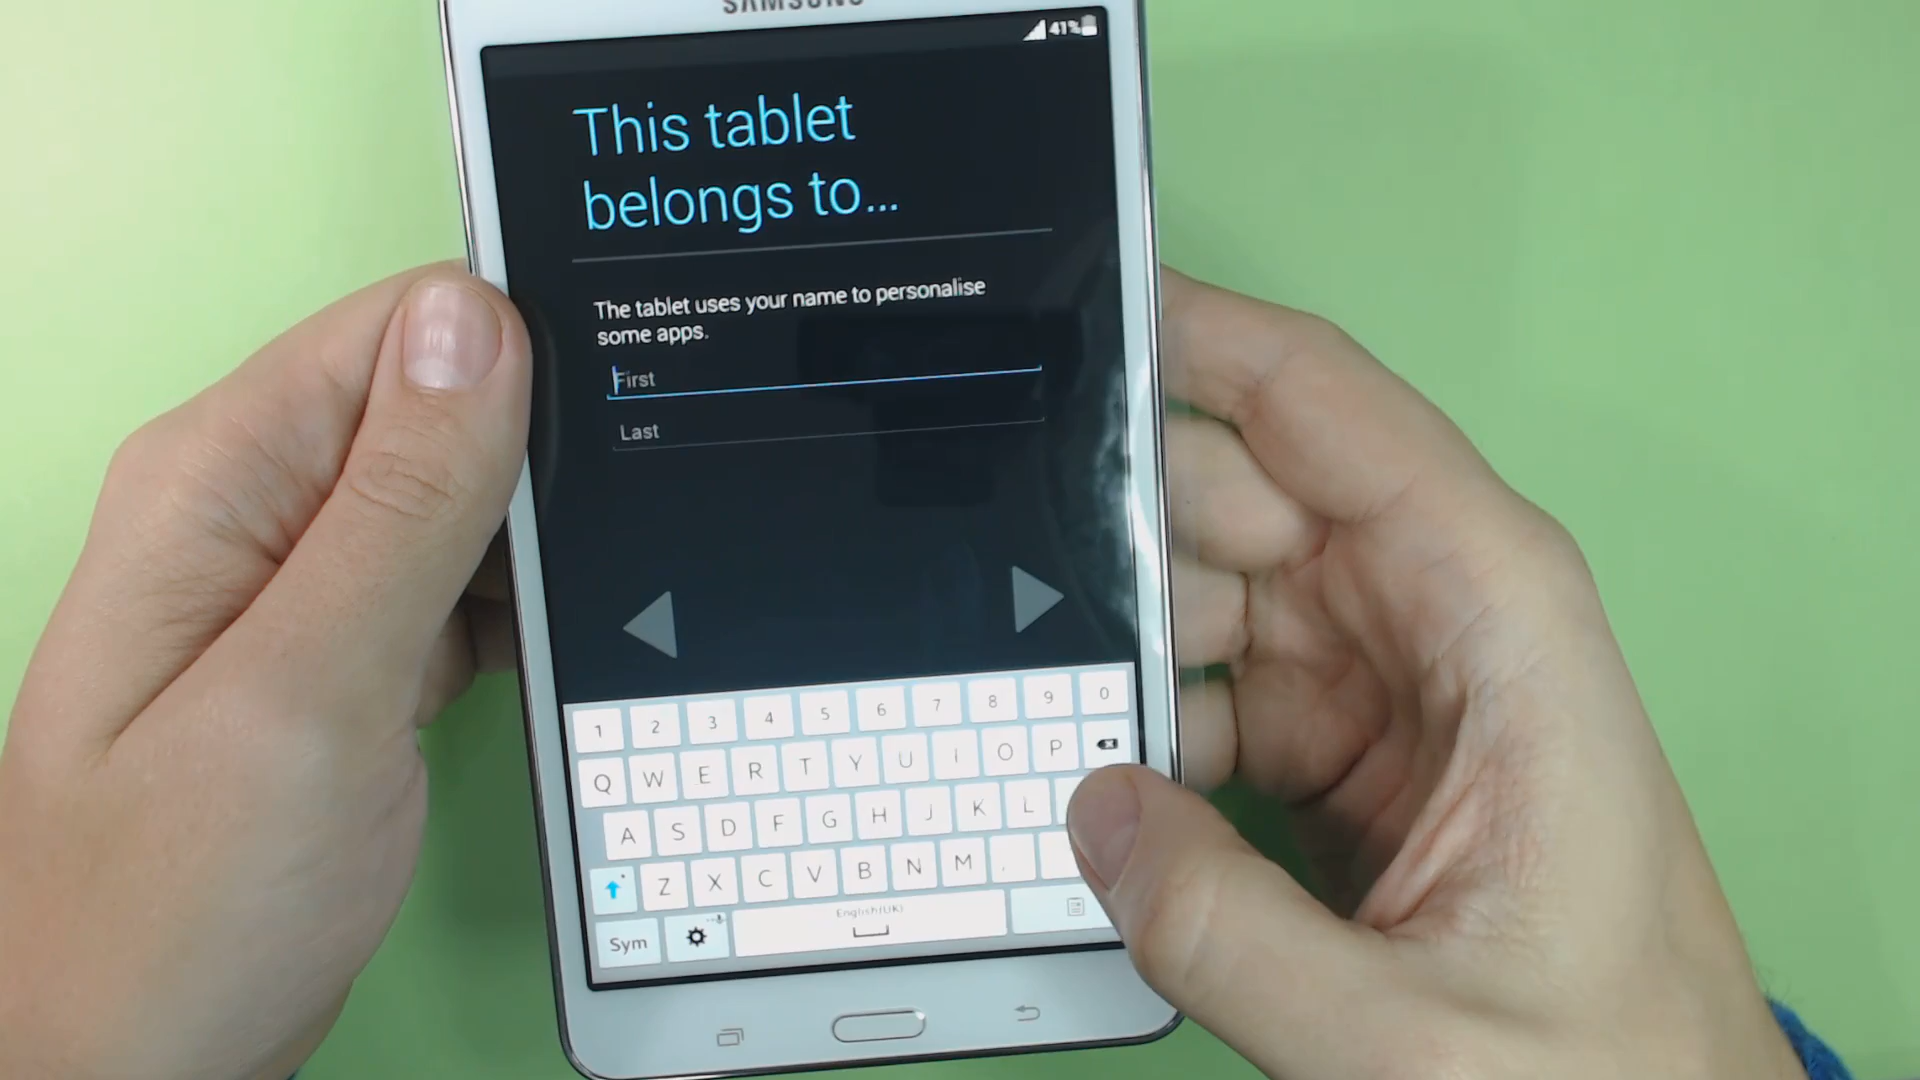 SAMSUNG
41%
This tablet
belongs to...
The tablet uses your name to personalise
some apps.
First
Last
1 2 3 4 5 6 7 8 9 0
Q W E R T Y U I O P
A S D F G H J K L
Z X C V B N M .
English(UK)
Sym